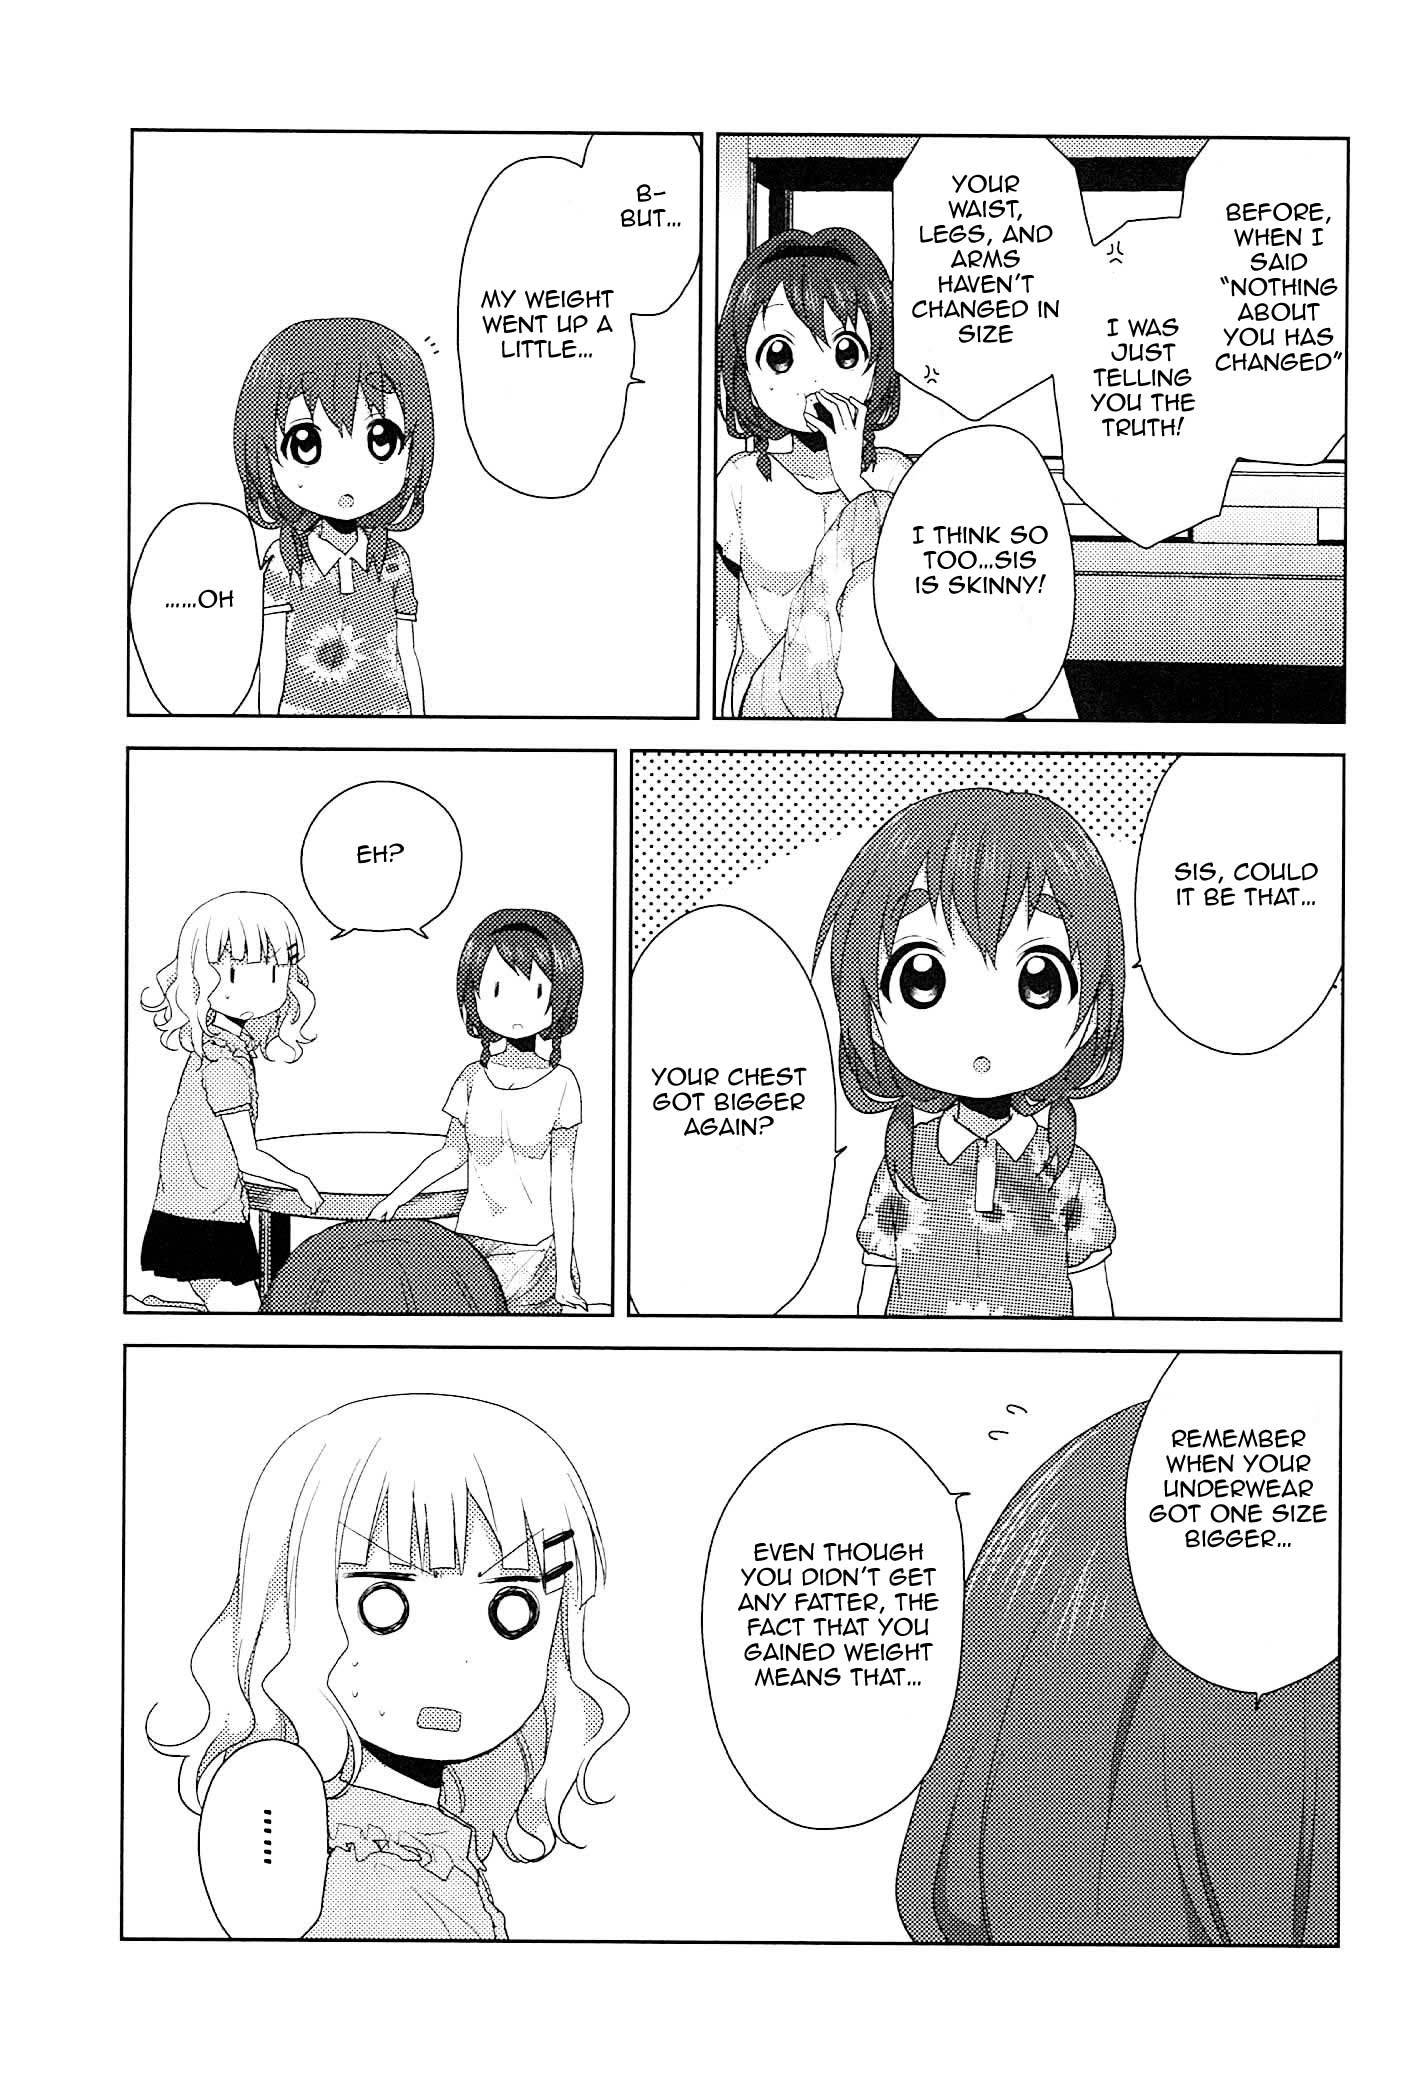 BEFORE,
WHEN I
SAID
"NOTHING
ABOUT
YOU HAS
CHANGED"
I WAS
JUST
TELLING
YOU THE
TRUTH!
YOUR
WAIST,
LEGS, AND
ARMS
HAVEN'T
CHANGED IN
SIZE
I THINK SO
TOO...SIS
IS SKINNY!
B-
BUT...
MY WEIGHT
WENT UP A
LITTLE...
......OH
SIS, COULD
IT BE THAT...
YOUR CHEST
GOT BIGGER
AGAIN?
EH?
REMEMBER
WHEN YOUR
UNDERWEAR
GOT ONE SIZE
BIGGER...
EVEN THOUGH
YOU DIDN'T GET
ANY FATTER, THE
FACT THAT YOU
GAINED WEIGHT
MEANS THAT...
......